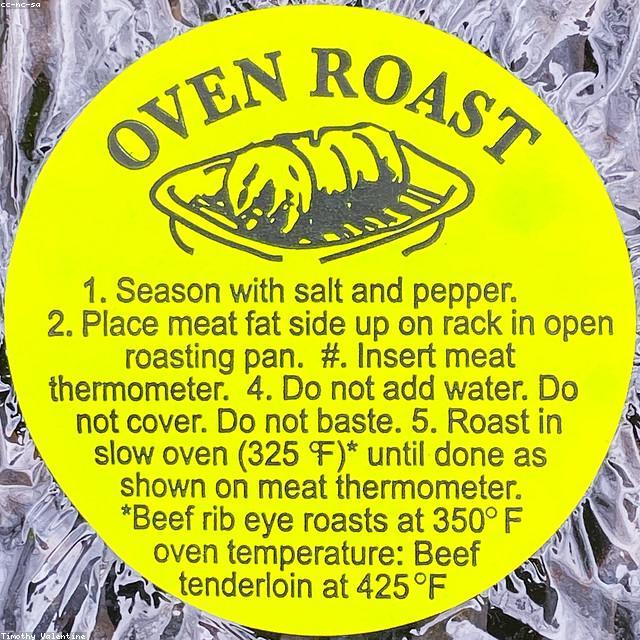 cc-nc-sa
OVEN ROAST
1. Season with salt and pepper.
2. Place meat fat side up on rack in open
roasting pan.  #. Insert meat
thermometer.  4. Do not add water. Do
not cover. Do not baste. 5. Roast in
slow oven (325 °F)* until done as
shown on meat thermometer.
*Beef rib eye roasts at 350° F
oven temperature: Beef
tenderloin at 425°F
Timothy Valentine